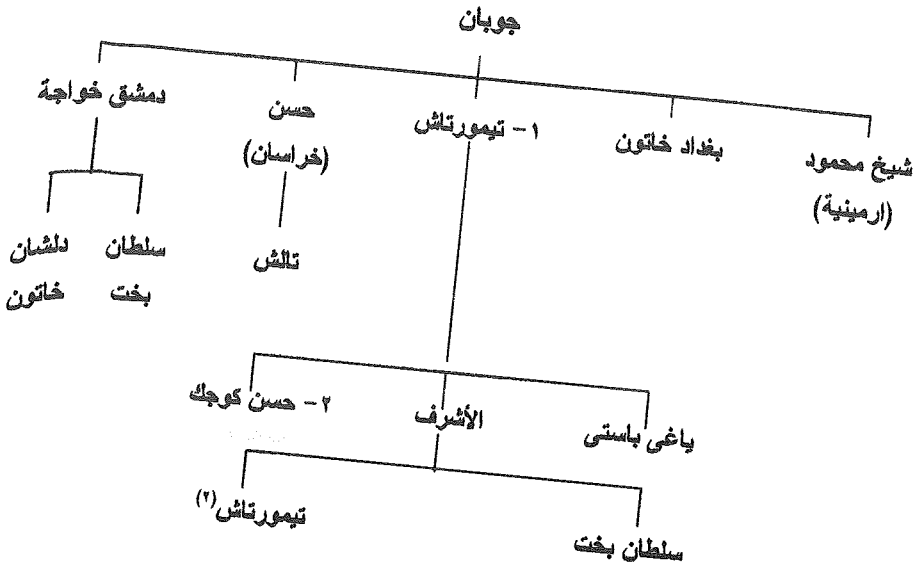 جوبان
شيخ محمود
(ارمينية)
بغداد خاتون
١- تيمورتاش
حسن
(خراسان)
دمشق خواجة
تالش
سلطان
بخت
دلشان
خاتون
ياغى باستى
الأشرف
٢- حسن كوجك
سلطان بخت
تيمورتاش(٢)